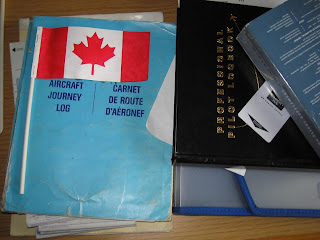 AIRCRAFT
JOURNEY
LOG
CARNET
DE ROUTE
D'AÉRONEF
PROFESSIONAL
PILOT LOGBOOK